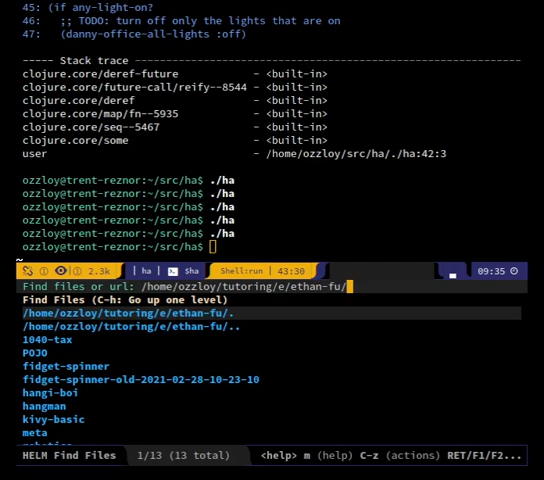 45: (if any-light-on?
46:  ;; TODO: turn off only the lights that are on
47:  (danny-office-all-lights :off)
----- Stack trace --------------------------------------------------------------
clojure.core/deref-future       - <built-in>
clojure.core/future-call/reify--8544 - <built-in>
clojure.core/deref              - <built-in>
clojure.core/map/fn--5935       - <built-in>
clojure.core/seq--5467          - <built-in>
clojure.core/some               - <built-in>
user                            - /home/ozzloy/src/ha/./ha:42:3
ozzloy@trent-reznor:~/src/ha$ ./ha
ozzloy@trent-reznor:~/src/ha$ ./ha
ozzloy@trent-reznor:~/src/ha$ ./ha
ozzloy@trent-reznor:~/src/ha$ ./ha
ozzloy@trent-reznor:~/src/ha$ ./ha
ozzloy@trent-reznor:~/src/ha$
~
2.3k | ha | $ha Shell:run | 43:30 09:35
Find files or url: /home/ozzloy/tutoring/e/ethan-fu/
Find Files (C-h: Go up one level)
/home/ozzloy/tutoring/e/ethan-fu/.
/home/ozzloy/tutoring/e/ethan-fu/..
1040-tax
POJO
fidget-spinner
fidget-spinner-old-2021-02-28-10-23-10
hangi-boi
hangman
kivy-basic
meta
HELM Find Files 1/13 (13 total) <help> m (help) C-z (actions) RET/F1/F2...